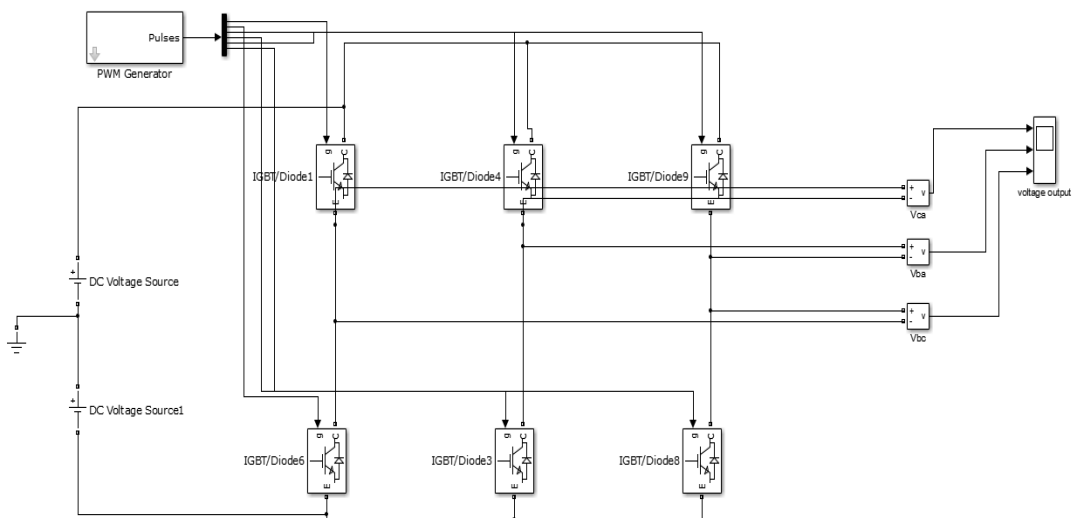 Pulses
PWM Generator
g
C
E
IGBT/Diode1
g
C
E
IGBT/Diode4
g
C
E
IGBT/Diode9
+
-
v
Vca
voltage output
+
-
v
Vba
+
DC Voltage Source
+
-
v
Vbc
+
DC Voltage Source1
g
C
E
IGBT/Diode6
g
C
E
IGBT/Diode3
g
C
E
IGBT/Diode8